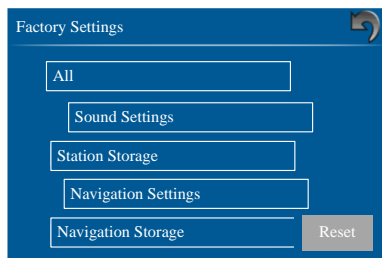 Factory Settings
All
Sound Settings
Station Storage
Navigation Settings
Navigation Storage
Reset